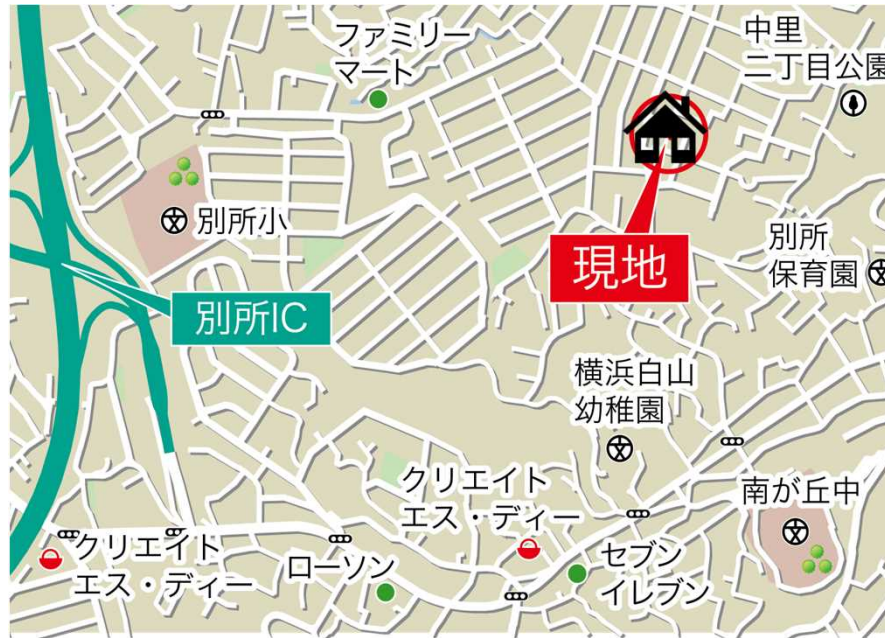 ファミリー
マート
中里
二丁目公園
別所小
現地
別所
保育園
別所IC
横浜白山
幼稚園
クリエイト
エス・ディー
南が丘中
クリエイト
エス・ディー
ローソン
セブン
イレブン